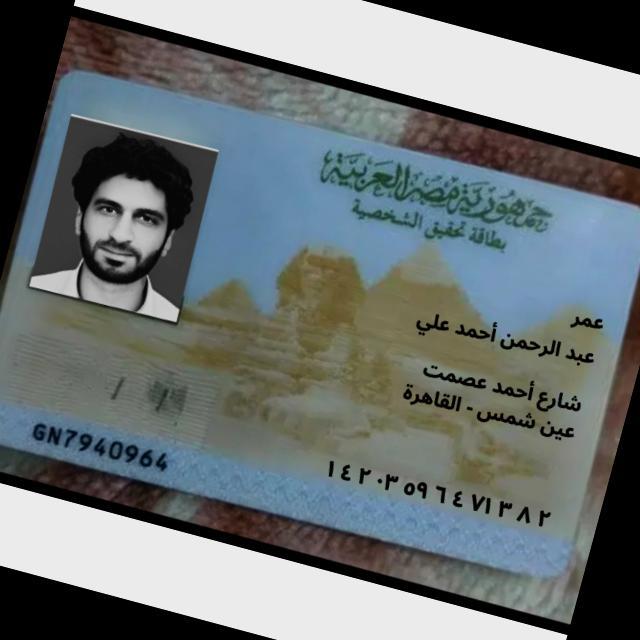 جمهورية مصر العربية
بطاقة تحقيق الشخصية
عمر
عبد الرحمن أحمد علي
شارع أحمد عصمت
عين شمس - القاهرة
١٤٢٠٣٥٩٦٤٧١٣٨٢
GN7940964